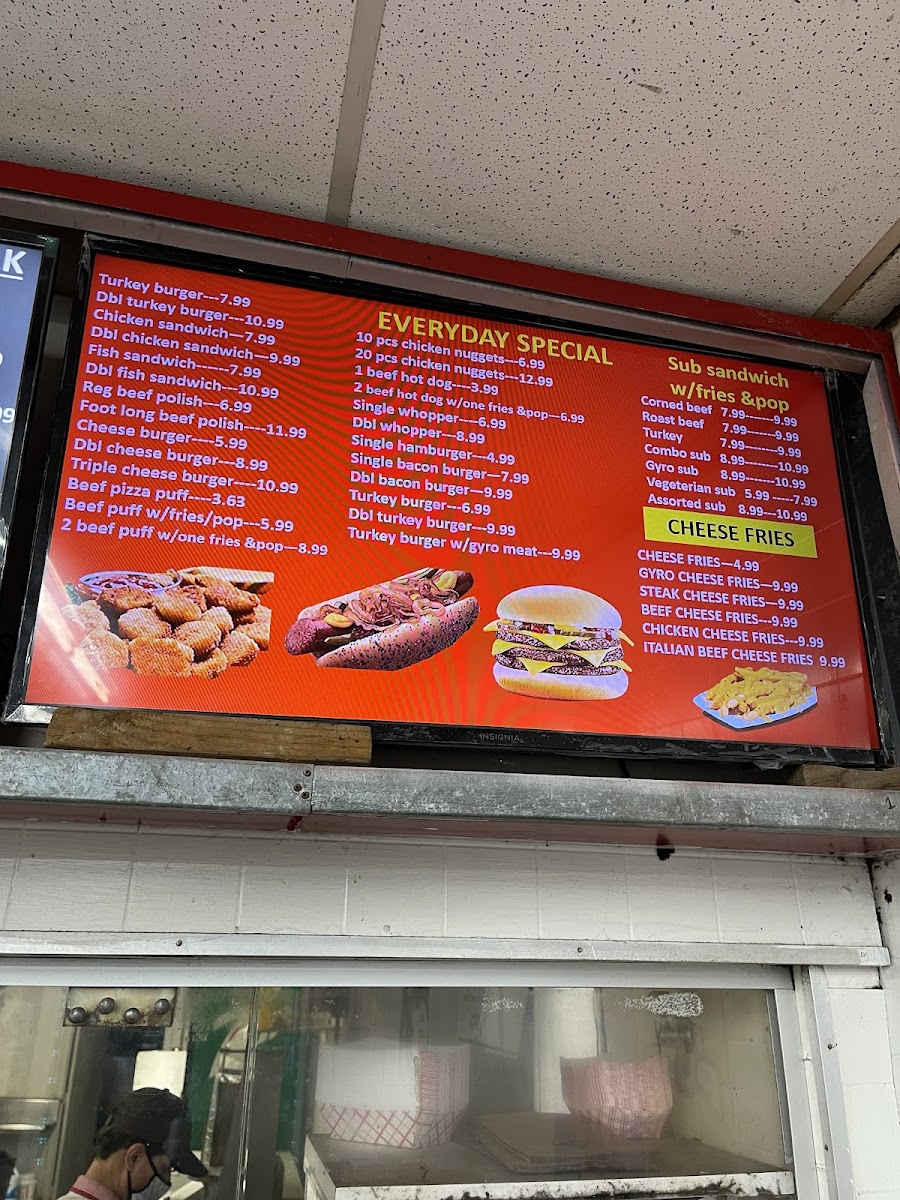 K
9
Turkey burger---7.99
Dbl turkey burger---10.99
Chicken sandwich—7.99
Dbl chicken sandwich—9.99
Fish sandwich-------7.99
Dbl fish sandwich---10.99
Reg beef polish—6.99
Foot long beef polish----11.99
Cheese burger----5.99
Dbl cheese burger---8.99
Triple cheese burger----10.99
Beef pizza puff----3.63
Beef puff w/fries/pop---5.99
2 beef puff w/one fries &pop—8.99
EVERYDAY SPECIAL
10 pcs chicken nuggets---6.99
20 pcs chicken nuggets---12.99
1 beef hot dog----3.99
2 beef hot dog w/one fries &pop—6.99
Single whopper----6.99
Dbl whopper---8.99
Single hamburger---4.99
Single bacon burger---7.99
Dbl bacon burger---9.99
Turkey burger---6.99
Dbl turkey burger---9.99
Turkey burger w/gyro meat---9.99
Sub sandwich
w/fries &pop
Corned beef 7.99-------9.99
Roast beef 7.99-------9.99
Turkey 7.99-------9.99
Combo sub 8.99-------10.99
Gyro sub 8.99-------10.99
Vegeterian sub 5.99 -----7.99
Assorted sub 8.99---10.99
CHEESE FRIES
CHEESE FRIES—4.99
GYRO CHEESE FRIES—9.99
STEAK CHEESE FRIES—9.99
BEEF CHEESE FRIES---9.99
CHICKEN CHEESE FRIES---9.99
ITALIAN BEEF CHEESE FRIES 9.99
INSIGNIA